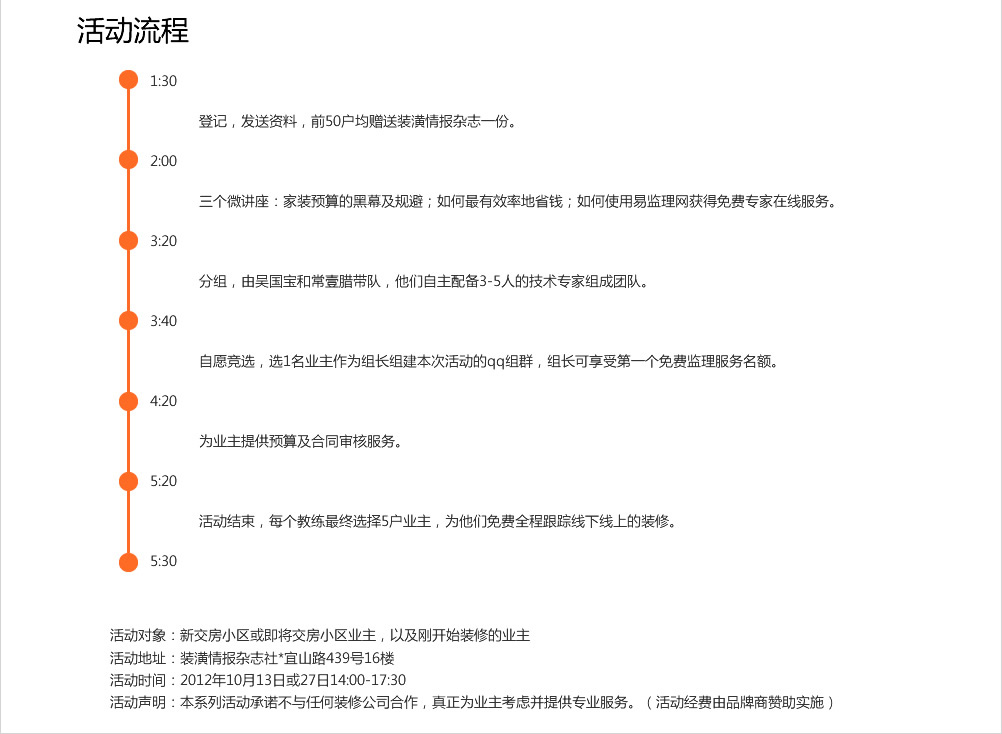 活动流程
1:30
登记，发送资料，前50户均赠送装潢情报杂志一份。
2:00
三个微讲座：家装预算的黑幕及规避；如何最有效率地省钱；如何使用易监理网获得免费专家在线服务。
3:20
分组，由吴国宝和常壹腊带队，他们自主配备3-5人的技术专家组成团队。
3:40
自愿竞选，选1名业主作为组长组建本次活动的qq组群，组长可享受第一个免费监理服务名额。
4:20
为业主提供预算及合同审核服务。
5:20
活动结束，每个教练最终选择5户业主，为他们免费全程跟踪线下线上的装修。
5:30
活动对象：新交房小区或即将交房小区业主，以及刚开始装修的业主
活动地址：装潢情报杂志社*宜山路439号16楼
活动时间：2012年10月13日或27日14:00-17:30
活动声明：本系列活动承诺不与任何装修公司合作，真正为业主考虑并提供专业服务。（活动经费由品牌商赞助实施）